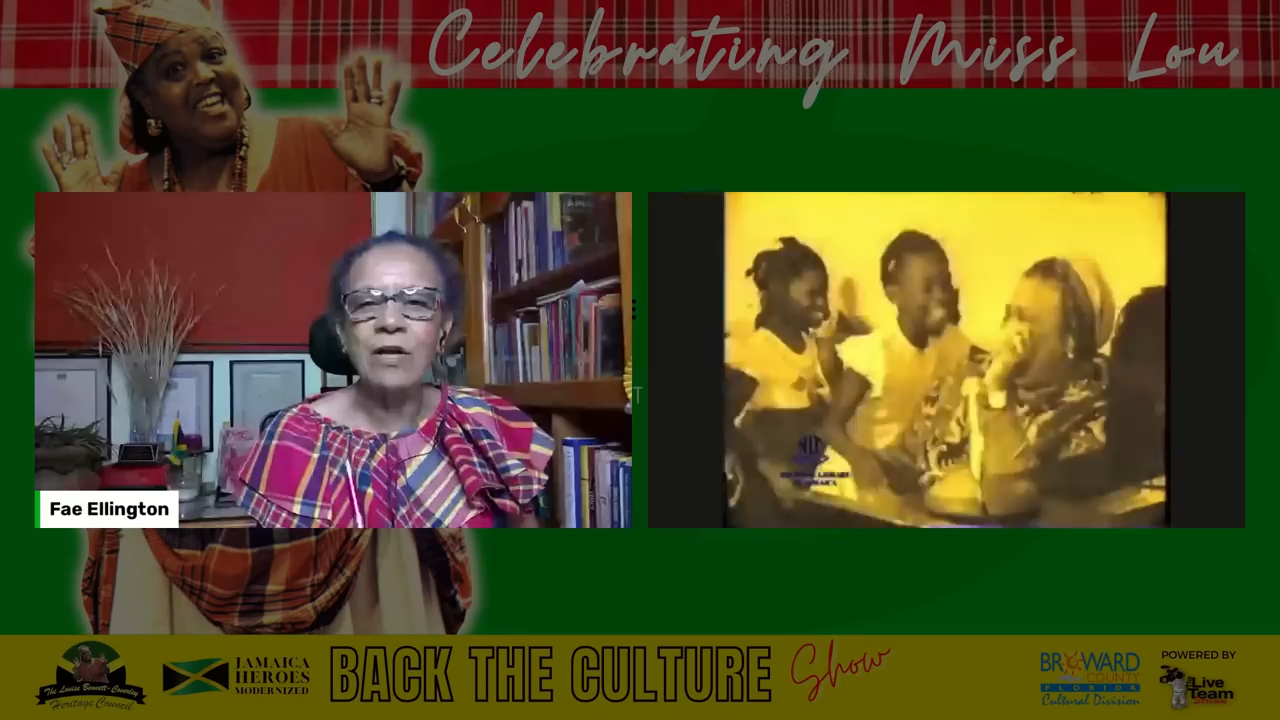 Celebrating Miss Lou
Fae Ellington
The Louise Bennett-Coverley
Heritage Council
JAMAICA
HEROES
MODERNIZED
BACK THE CULTURE Show
BROWARD
COUNTY
FLORIDA
Cultural Division
POWERED BY
Live
Team